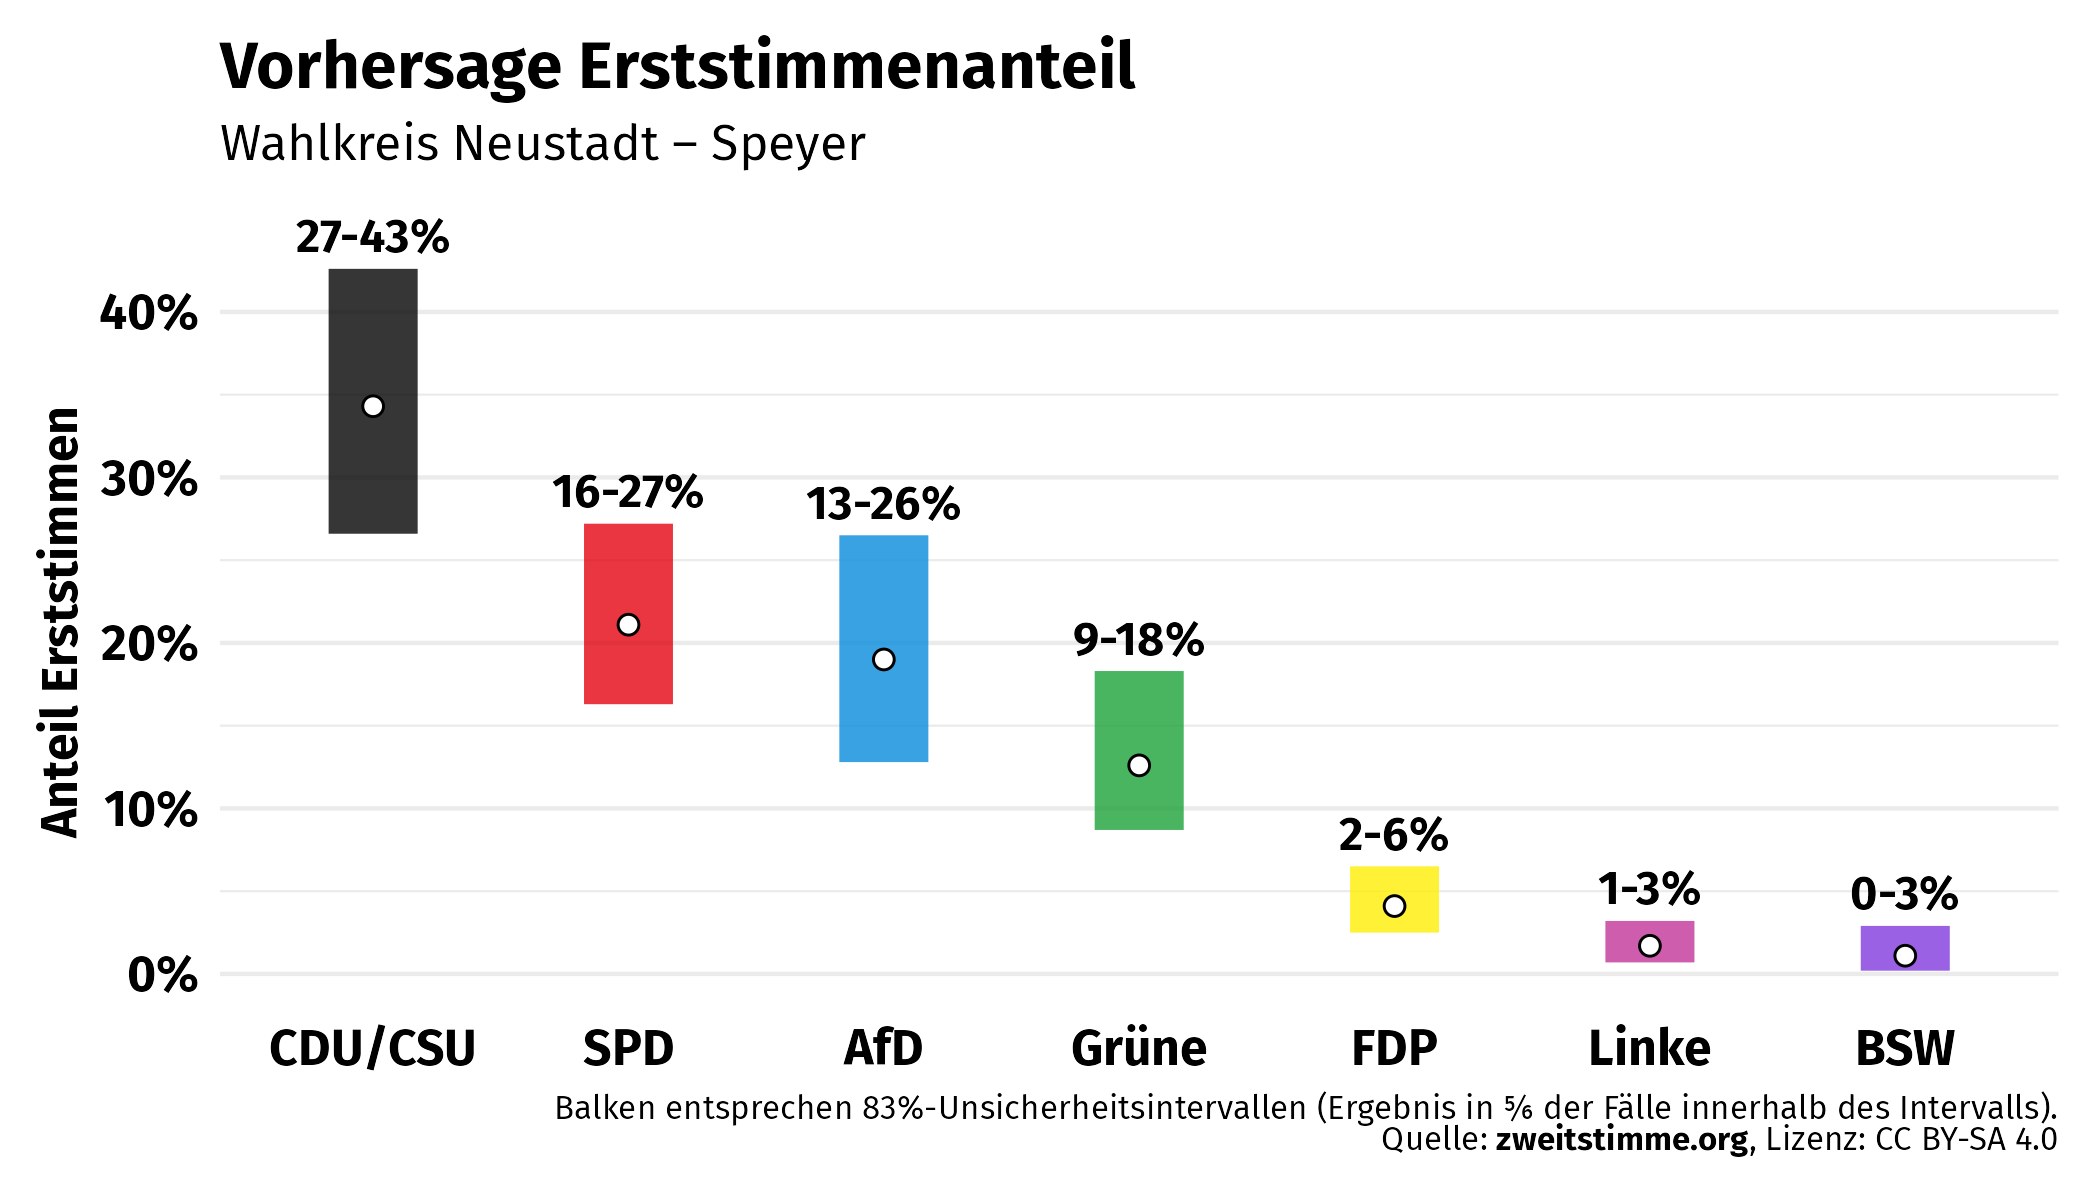 Vorhersage Erststimmenanteil
Wahlkreis Neustadt – Speyer
Anteil Erststimmen
40%
30%
20%
10%
0%
27-43%
16-27%
13-26%
9-18%
2-6%
1-3%
0-3%
CDU/CSU
SPD
AfD
Grüne
FDP
Linke
BSW
Balken entsprechen 83%-Unsicherheitsintervallen (Ergebnis in ⅚ der Fälle innerhalb des Intervalls).
Quelle: zweitstimme.org, Lizenz: CC BY-SA 4.0